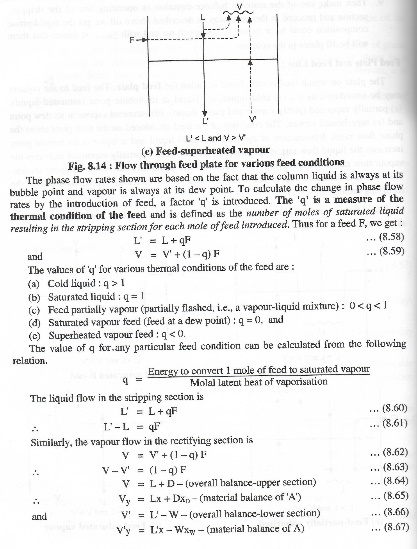 V
L
F
L' V'
L' < L and V > V'
(e) Feed-superheated vapour
Fig. 8.14 : Flow through feed plate for various feed conditions
The phase flow rates shown are based on the fact that the column liquid is always at its
bubble point and vapour is always at its dew point. To calculate the change in phase flow
rates by the introduction of feed, a factor 'q' is introduced. The 'q' is a measure of the
thermal condition of the feed and is defined as the number of moles of saturated liquid
resulting in the stripping section for each mole of feed introduced. Thus for a feed F, we get :
L' = L + qF ... (8.58)
and V = V' + (1 – q) F ... (8.59)
The values of 'q' for various thermal conditions of the feed are :
(a) Cold liquid : q > 1
(b) Saturated liquid : q = 1
(c) Feed partially vapour (partially flashed, i.e., a vapour-liquid mixture) : 0 < q < 1
(d) Saturated vapour feed (feed at a dew point) : q = 0, and
(e) Superheated vapour feed : q < 0.
The value of q for any particular feed condition can be calculated from the following
relation.
q = Energy to convert 1 mole of feed to saturated vapour
Molal latent heat of vaporisation
The liquid flow in the stripping section is
L' = L + qF ... (8.60)
∴ L' – L = qF ... (8.61)
Similarly, the vapour flow in the rectifying section is
V = V' + (1 – q) F ... (8.62)
∴ V – V' = (1 – q) F ... (8.63)
V = L + D – (overall balance-upper section) ... (8.64)
∴ Vy = Lx + Dx_D – (material balance of 'A') ... (8.65)
and V' = L' – W – (overall balance-lower section) ... (8.66)
V'y = L'x – Wx_W – (material balance of A) ... (8.67)